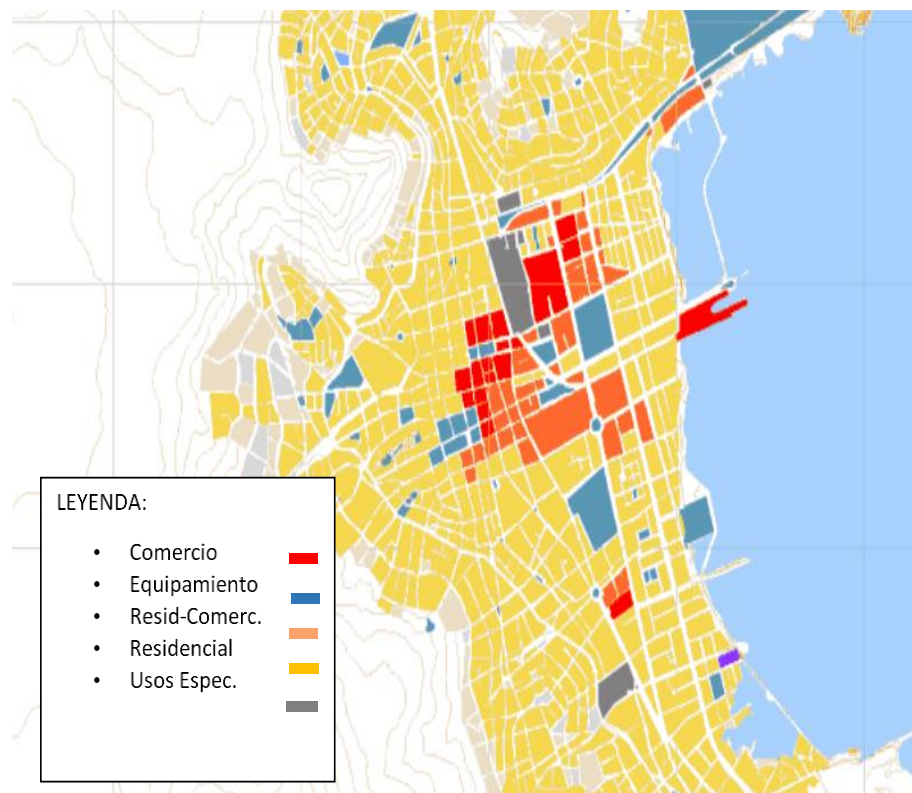 LEYENDA:
• Comercio
• Equipamiento
• Resid-Comerc.
• Residencial
• Usos Espec.